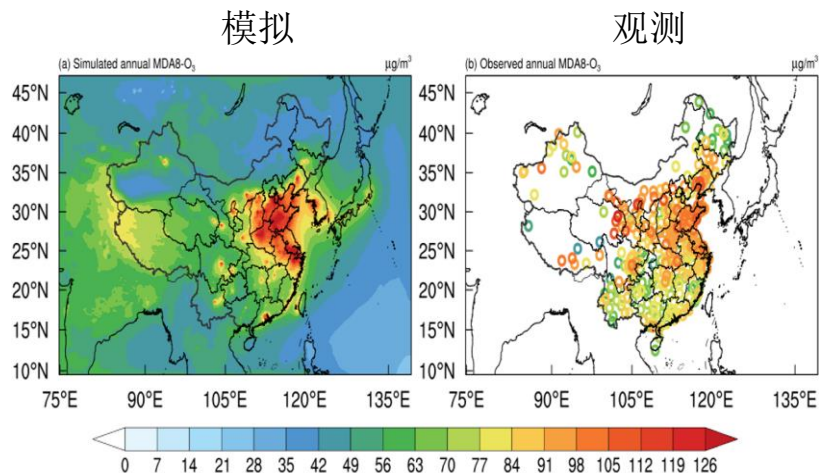 模拟
观测
(a) Simulated annual MDA8-O₃ μg/m³
(b) Observed annual MDA8-O₃ μg/m³
45°N
40°N
35°N
30°N
25°N
20°N
15°N
10°N
75°E 90°E 105°E 120°E 135°E
45°N
40°N
35°N
30°N
25°N
20°N
15°N
10°N
75°E 90°E 105°E 120°E 135°E
0 7 14 21 28 35 42 49 56 63 70 77 84 91 98 105 112 119 126